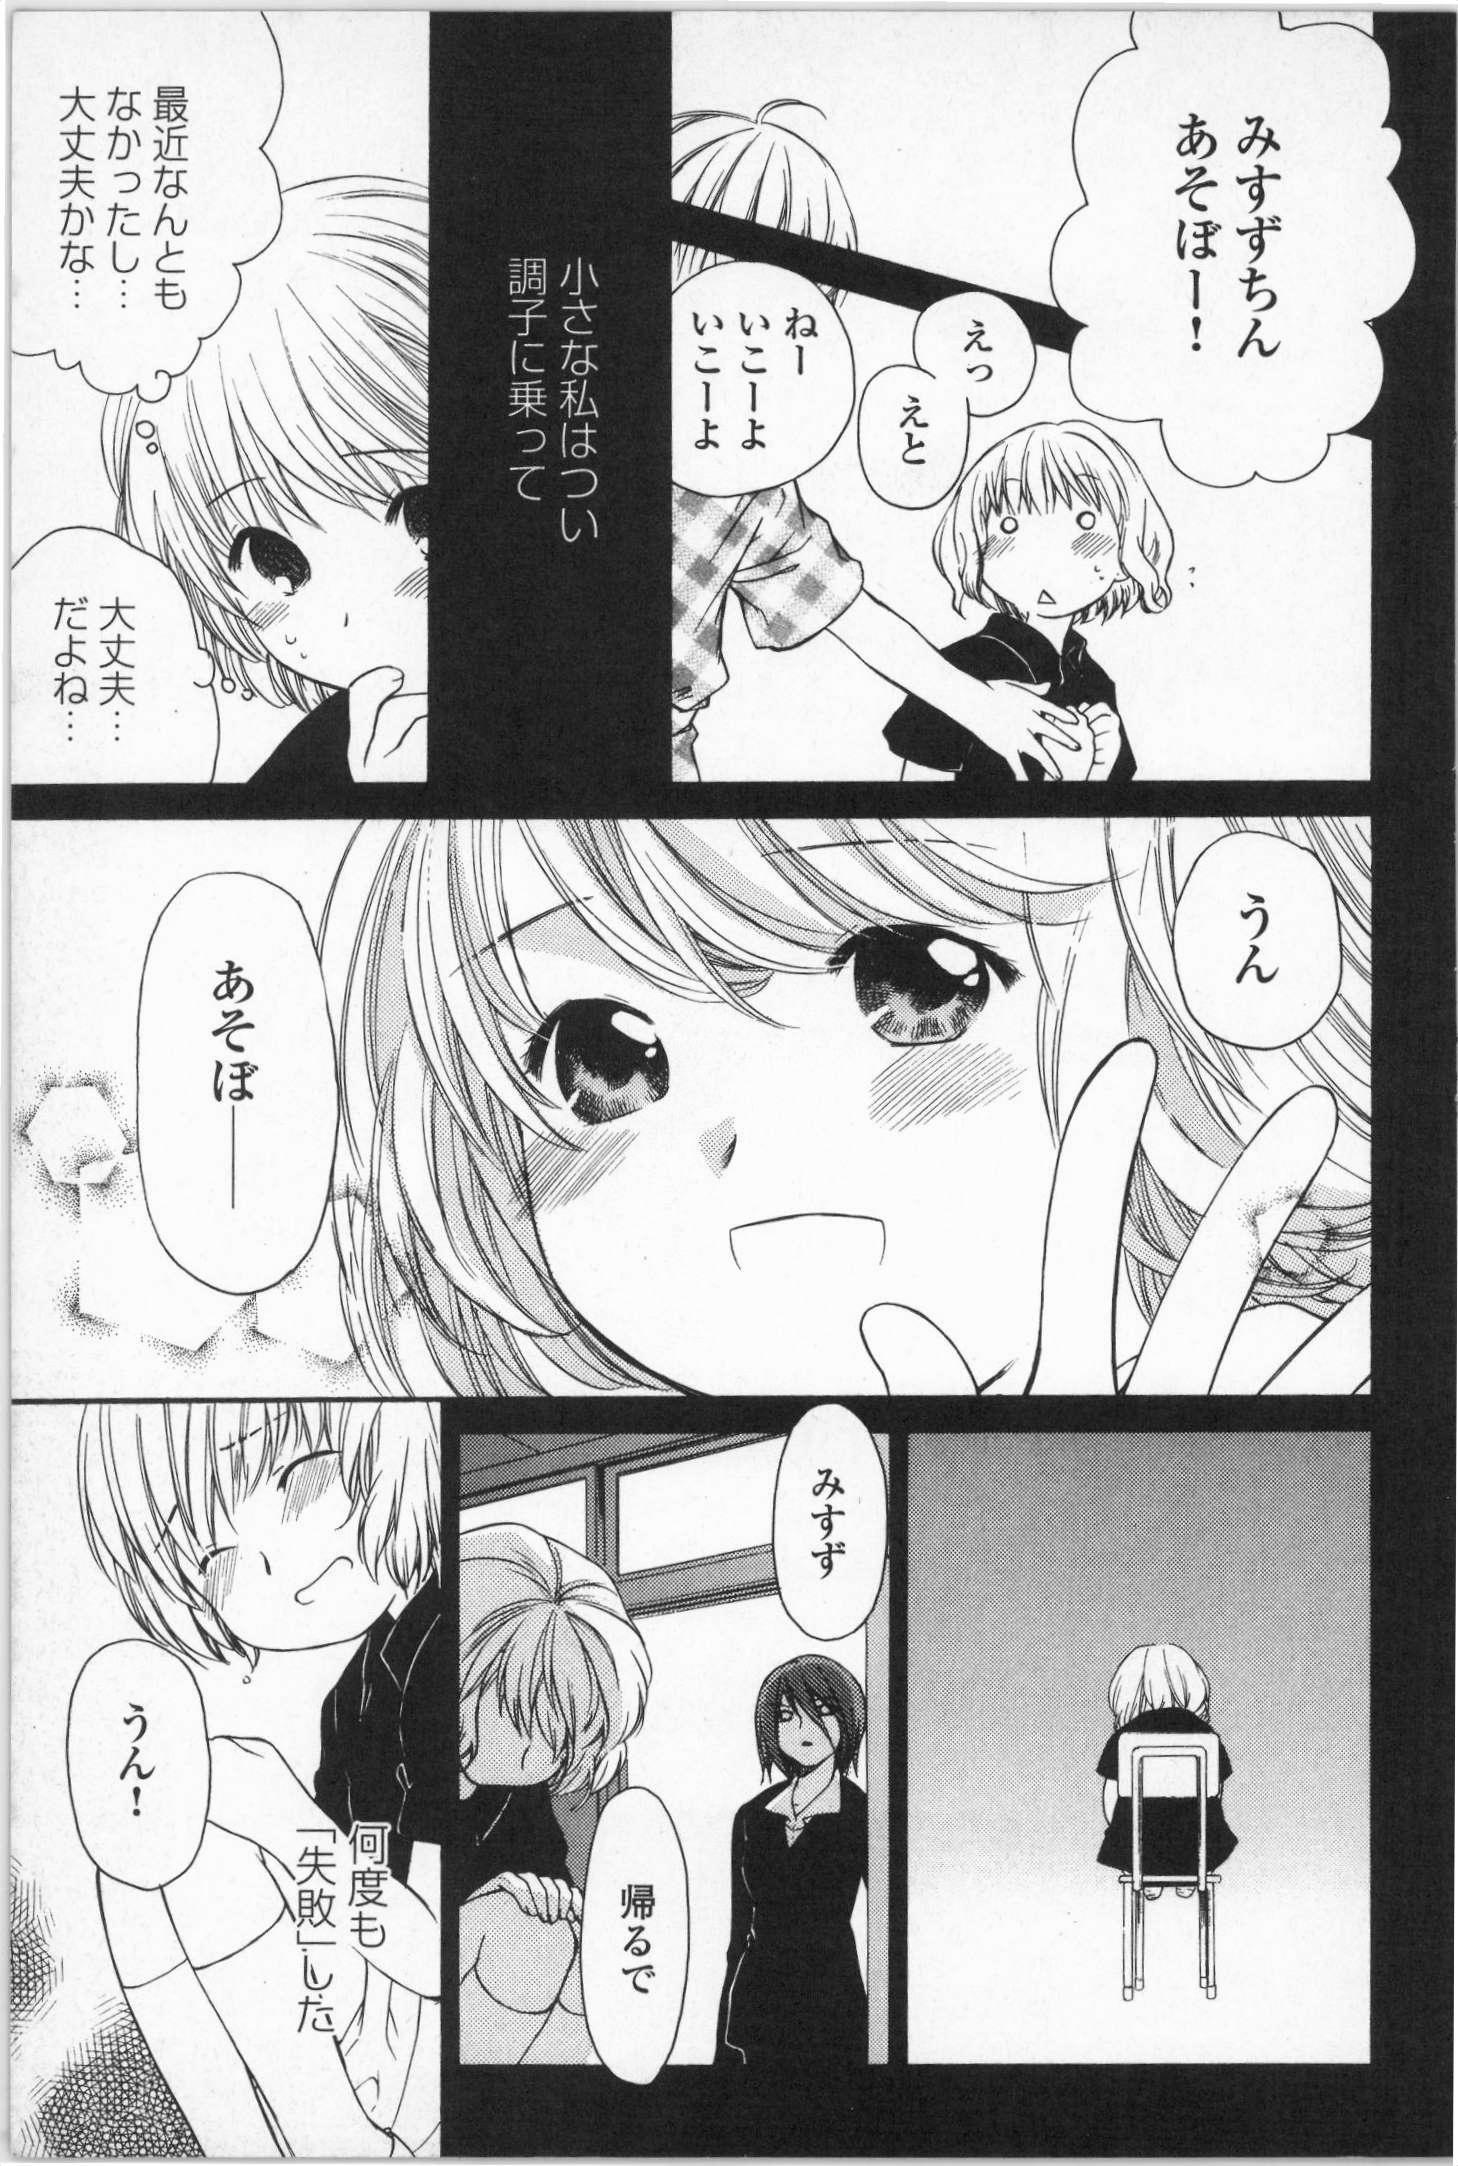 みすずちん
あそぼー！
えっ
えと
ねー
いこーよ
いこーよ
小さな私はつい
調子に乗って
最近なんとも
なかったし…
大丈夫かな…
大丈夫…
だよね…
うん
あそぼ――
みすず
帰るで
うん！
何度も
「失敗」した